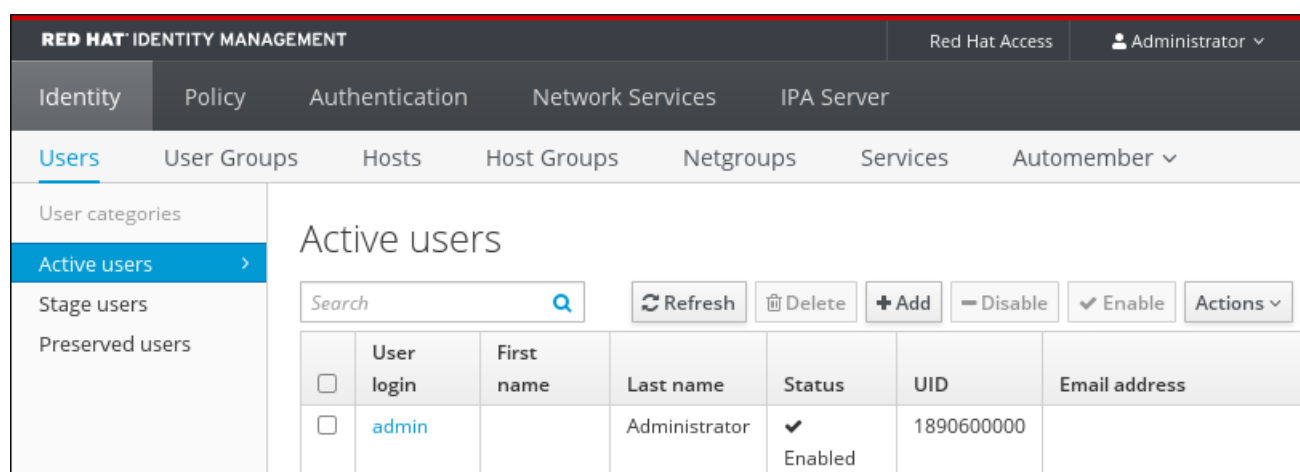 RED HAT® IDENTITY MANAGEMENT Red Hat Access Administrator
Identity Policy Authentication Network Services IPA Server
Users User Groups Hosts Host Groups Netgroups Services Automember
User categories
Active users
Stage users
Preserved users
Active users
Search Refresh Delete Add Disable Enable Actions
User login First name Last name Status UID Email address
admin Administrator Enabled 1890600000